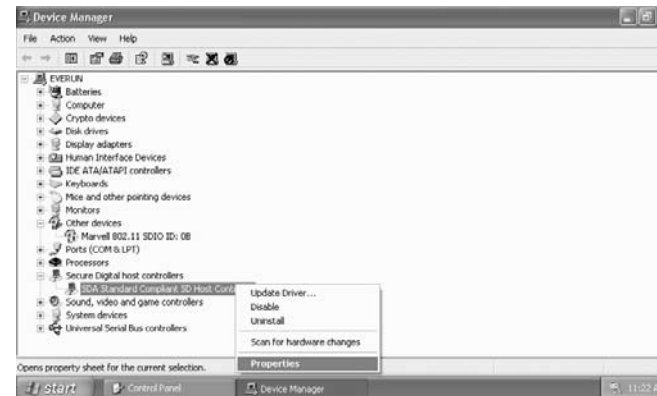 Device Manager
File Action View Help
EVERUN
Batteries
Computer
Crypto devices
Disk drives
Display adapters
Human Interface Devices
IDE ATA/ATAPI controllers
Keyboards
Mice and other pointing devices
Monitors
Other devices
Marvell 802.11 SDIO ID: 0B
Ports (COM & LPT)
Processors
Secure Digital host controllers
SDA Standard Compliant SD Host Cont
Sound, video and game controllers
System devices
Universal Serial Bus controllers
Update Driver...
Disable
Uninstall
Scan for hardware changes
Properties
Opens property sheet for the current selection.
start Control Panel Device Manager 11:22 A